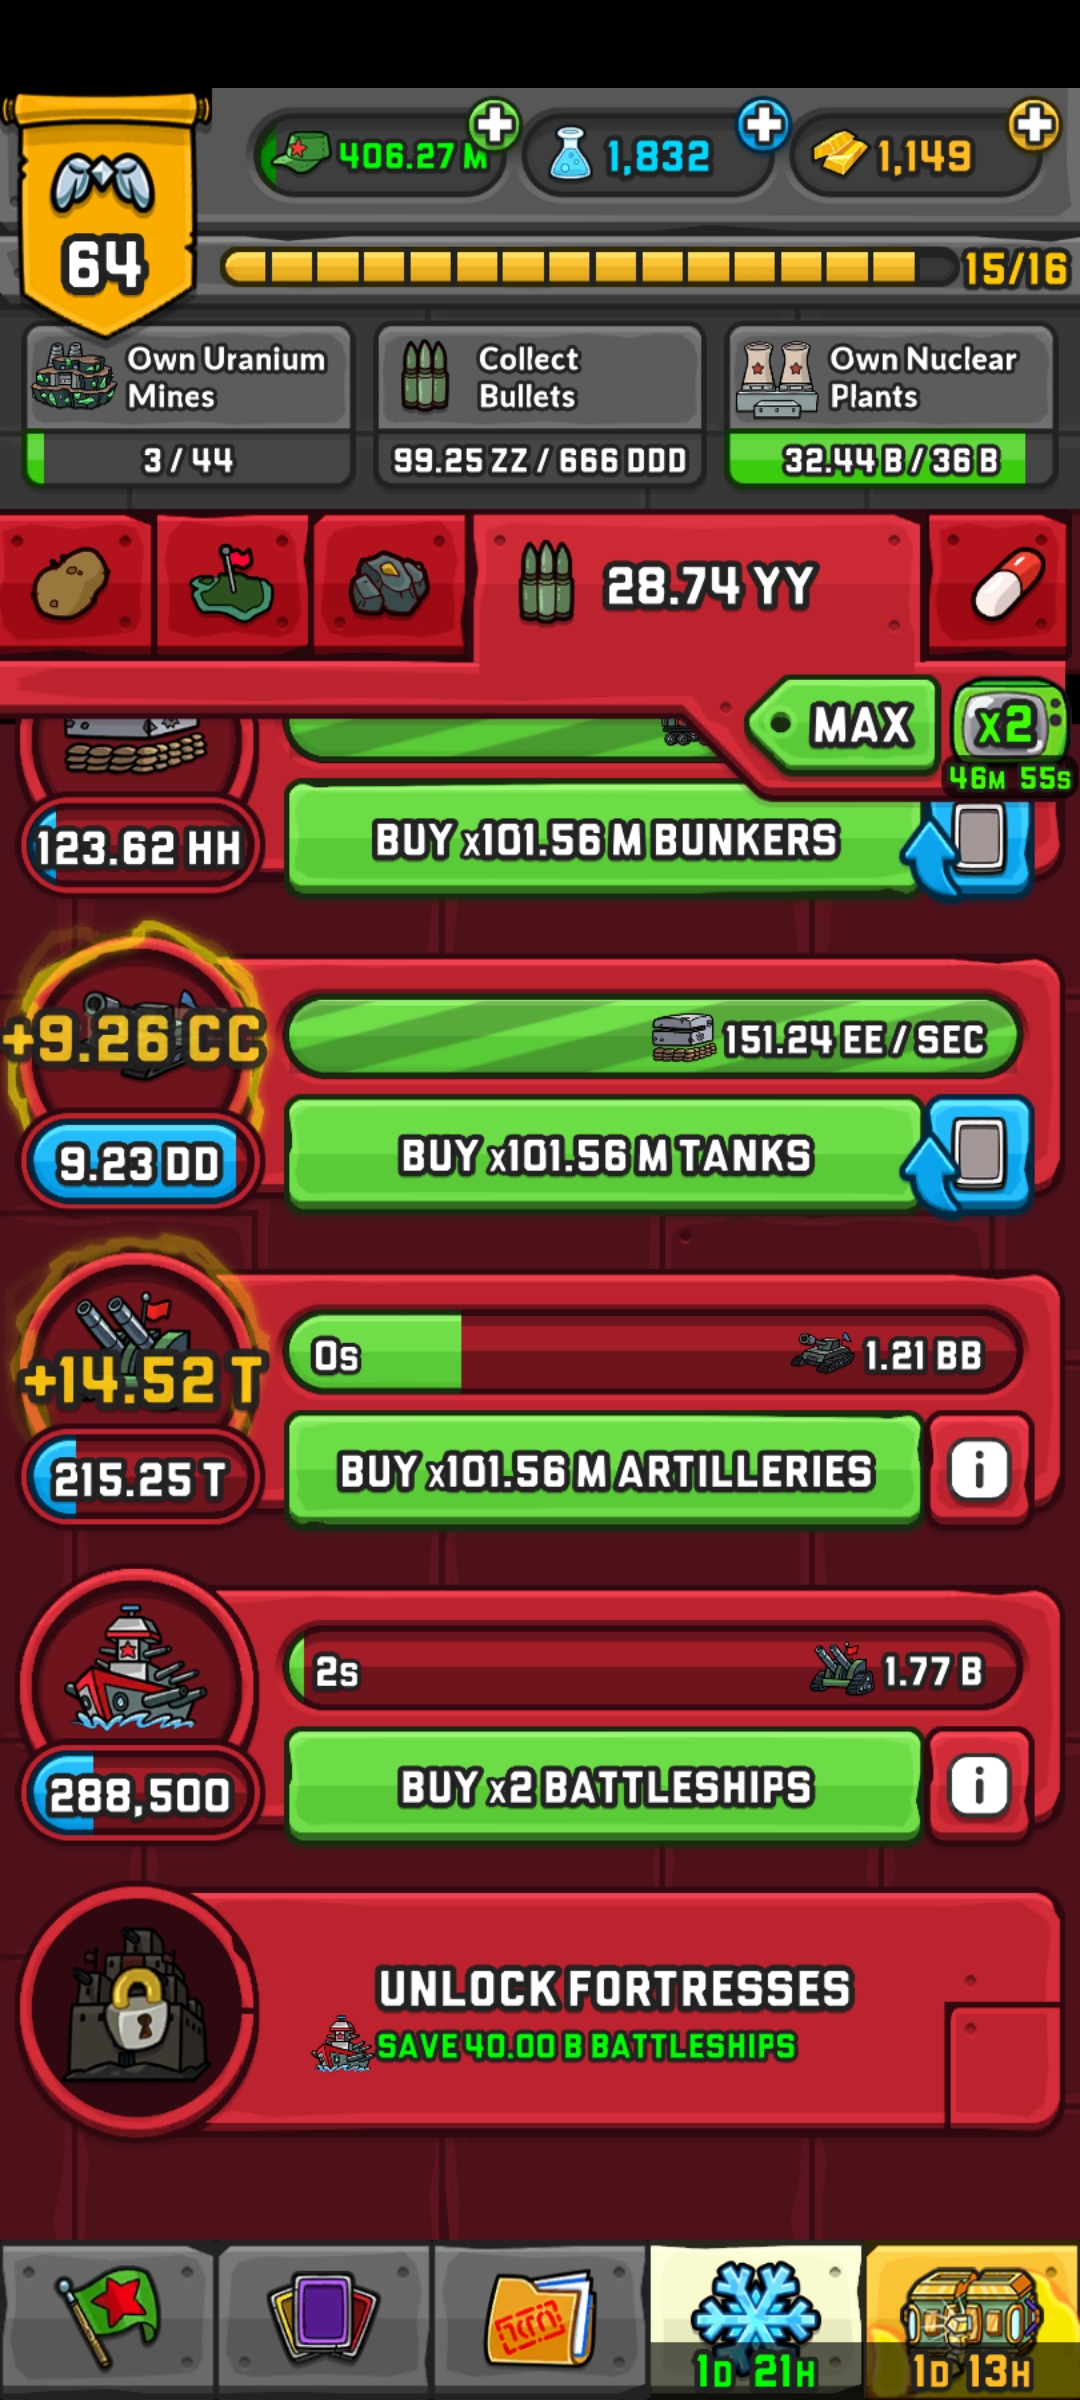 406.27 M
1,832
1,149
64
15/16
Own Uranium
Mines
3 / 44
Collect
Bullets
99.25 ZZ / 666 DDD
Own Nuclear
Plants
32.44 B / 36 B
28.74 YY
MAX
x2
46M 55S
123.62 HH
BUY x101.56 M BUNKERS
+9.26 CC
151.24 EE / SEC
9.23 DD
BUY x101.56 M TANKS
+14.52 T
0s
1.21 BB
215.25 T
BUY x101.56 M ARTILLERIES
i
2s
1.77 B
288,500
BUY x2 BATTLESHIPS
i
UNLOCK FORTRESSES
SAVE 40.00 B BATTLESHIPS
1D 21H
1D 13H